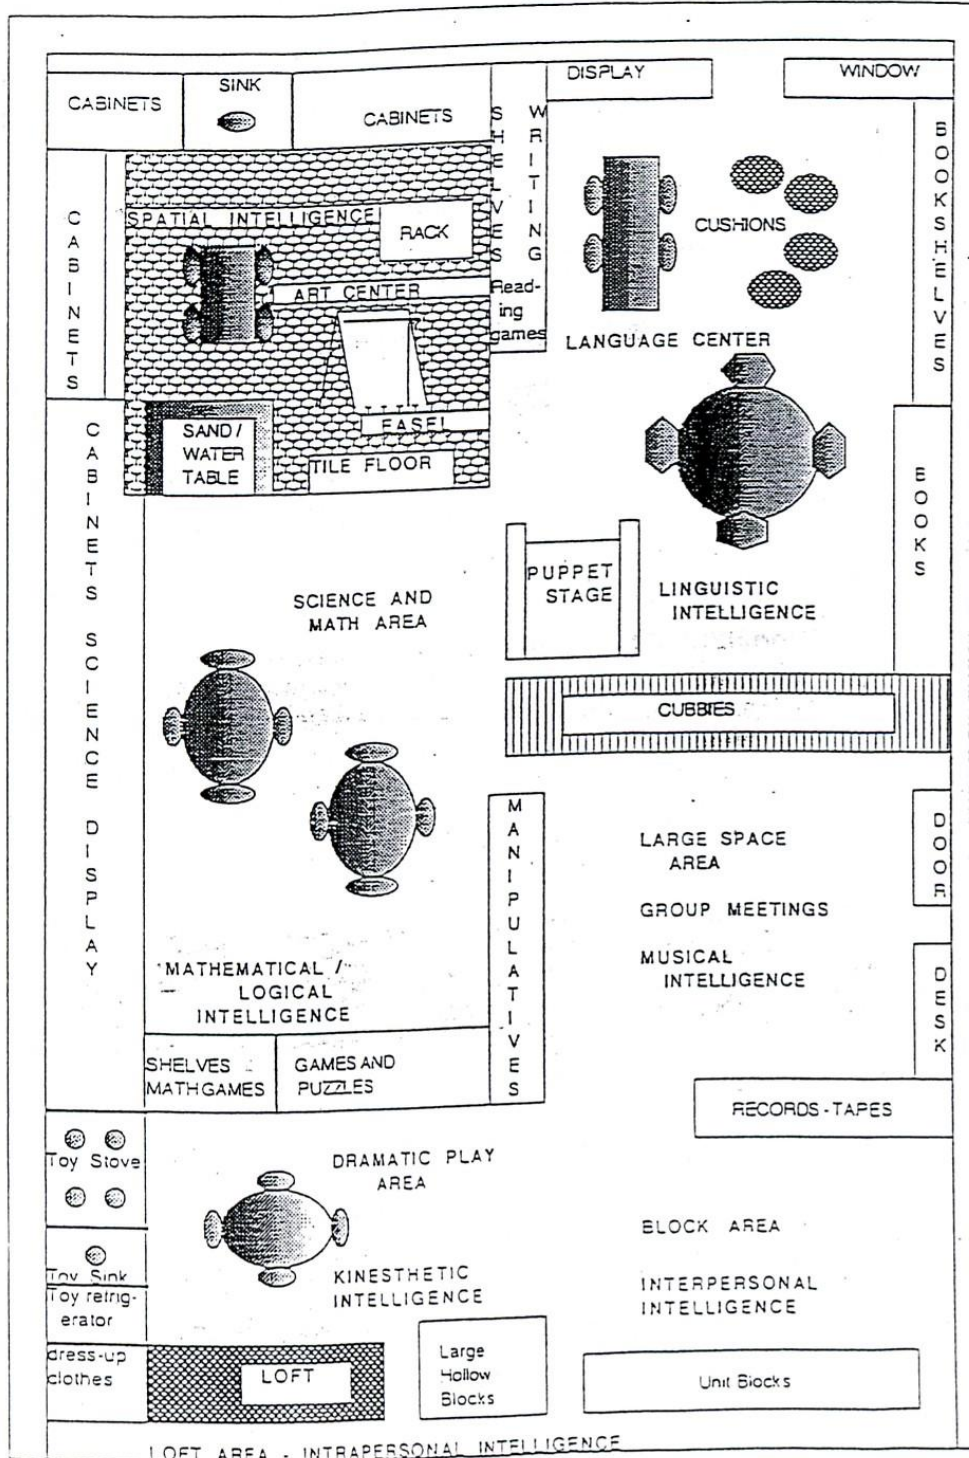 CABINETS
SINK
CABINETS
SHELVES
WRITING
Read-
ing
games
DISPLAY
WINDOW
BOOKSHELVES
CABINETS
SPATIAL INTELLIGENCE
RACK
ART CENTER
EASEL
SAND/
WATER
TABLE
TILE FLOOR
CUSHIONS
LANGUAGE CENTER
BOOKS
PUPPET
STAGE
LINGUISTIC
INTELLIGENCE
CUBBIES
CABINETS SCIENCE DISPLAY
SCIENCE AND
MATH AREA
MATHEMATICAL /
LOGICAL
INTELLIGENCE
SHELVES
MATH GAMES
GAMES AND
PUZZLES
MANIPULATIVES
LARGE SPACE
AREA
GROUP MEETINGS
MUSICAL
INTELLIGENCE
DOOR
DESK
RECORDS - TAPES
Toy Stove
Toy Sink
Toy refrig-
erator
dress-up
clothes
DRAMATIC PLAY
AREA
KINESTHETIC
INTELLIGENCE
BLOCK AREA
INTERPERSONAL
INTELLIGENCE
LOFT
Large
Hollow
Blocks
Unit Blocks
LOFT AREA - INTRAPERSONAL INTELLIGENCE